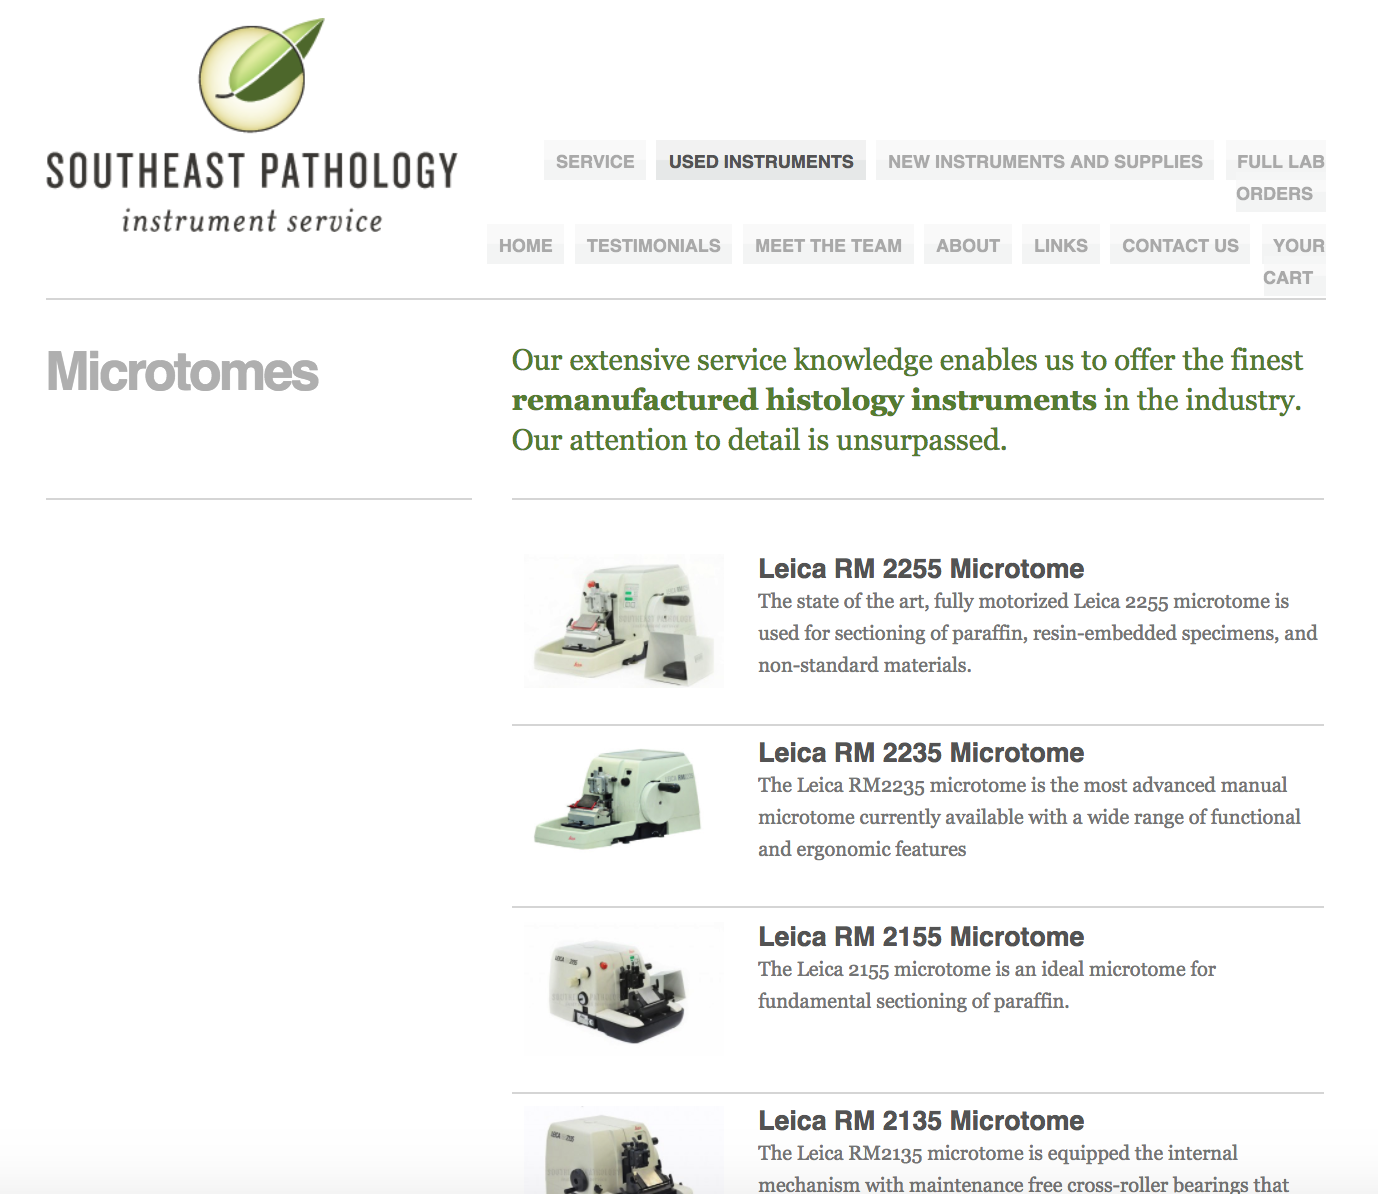 SOUTHEAST PATHOLOGY
instrument service
SERVICE
USED INSTRUMENTS
NEW INSTRUMENTS AND SUPPLIES
FULL LAB
ORDERS
HOME
TESTIMONIALS
MEET THE TEAM
ABOUT
LINKS
CONTACT US
YOUR
CART
Microtomes
Our extensive service knowledge enables us to offer the finest
remanufactured histology instruments in the industry.
Our attention to detail is unsurpassed.
SOUTHEAST PATHOLOGY
Leica RM 2255 Microtome
The state of the art, fully motorized Leica 2255 microtome is
used for sectioning of paraffin, resin-embedded specimens, and
non-standard materials.
Leica RM 2235 Microtome
The Leica RM2235 microtome is the most advanced manual
microtome currently available with a wide range of functional
and ergonomic features
LEICA 2155
Leica RM 2155 Microtome
The Leica 2155 microtome is an ideal microtome for
fundamental sectioning of paraffin.
LEICA 2135
Leica RM 2135 Microtome
The Leica RM2135 microtome is equipped the internal
mechanism with maintenance free cross-roller bearings that